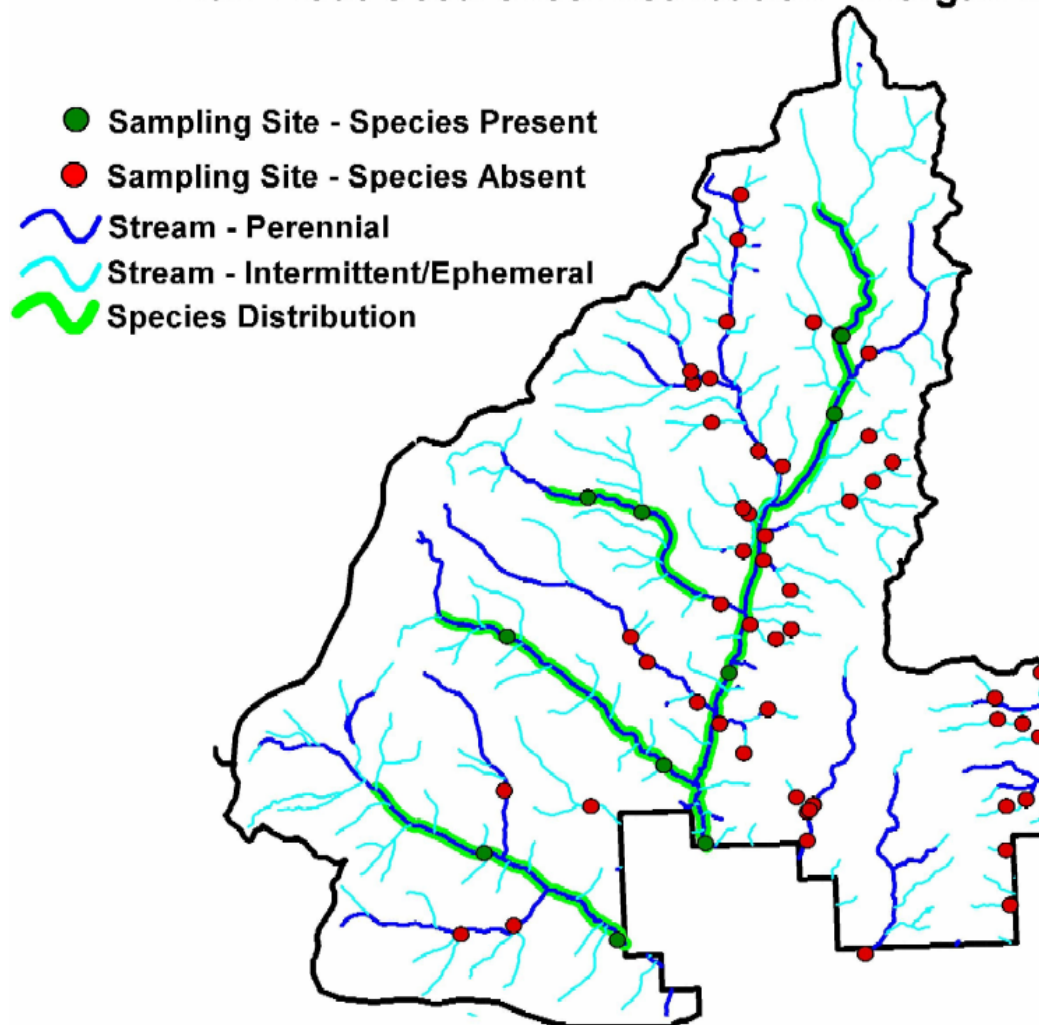 Sampling Site - Species Present
Sampling Site - Species Absent
Stream - Perennial
Stream - Intermittent/Ephemeral
Species Distribution